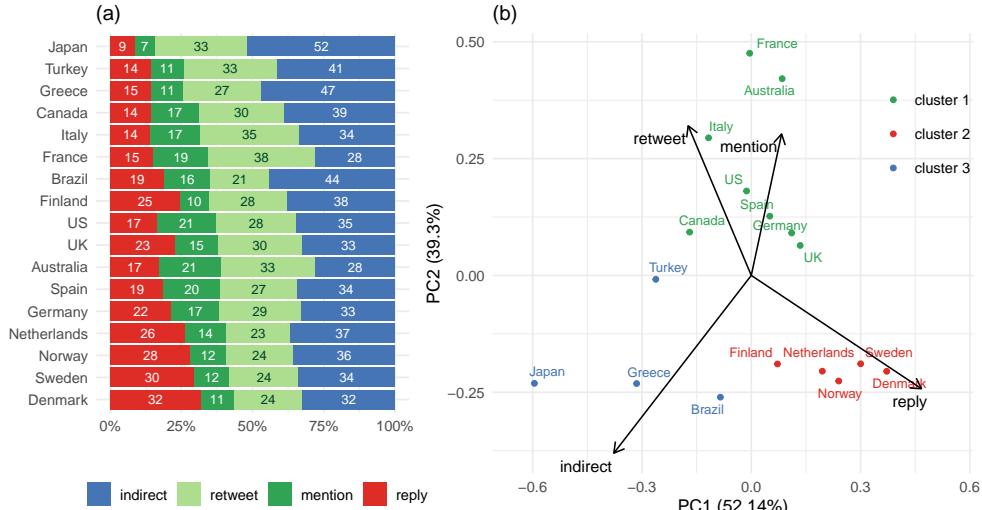 (a)
Japan 9 7 33 52
Turkey 14 11 33 41
Greece 15 11 27 47
Canada 14 17 30 39
Italy 14 17 35 34
France 15 19 38 28
Brazil 19 16 21 44
Finland 25 10 28 38
US 17 21 28 35
UK 23 15 30 33
Australia 17 21 33 28
Spain 19 20 27 34
Germany 22 17 29 33
Netherlands 26 14 23 37
Norway 28 12 24 36
Sweden 30 12 24 34
Denmark 32 11 24 32
0% 25% 50% 75% 100%
indirect retweet mention reply
(b)
PC2 (39.3%)
0.50
0.25
0.00
−0.25
France
Australia
cluster 1
cluster 2
cluster 3
Italy
retweet
mention
US
Spain
Canada
Germany
UK
Turkey
Finland Netherlands Sweden
Japan
Greece
Denmark
Norway
Brazil
reply
indirect
−0.6 −0.3 0.0 0.3 0.6
PC1 (52.14%)